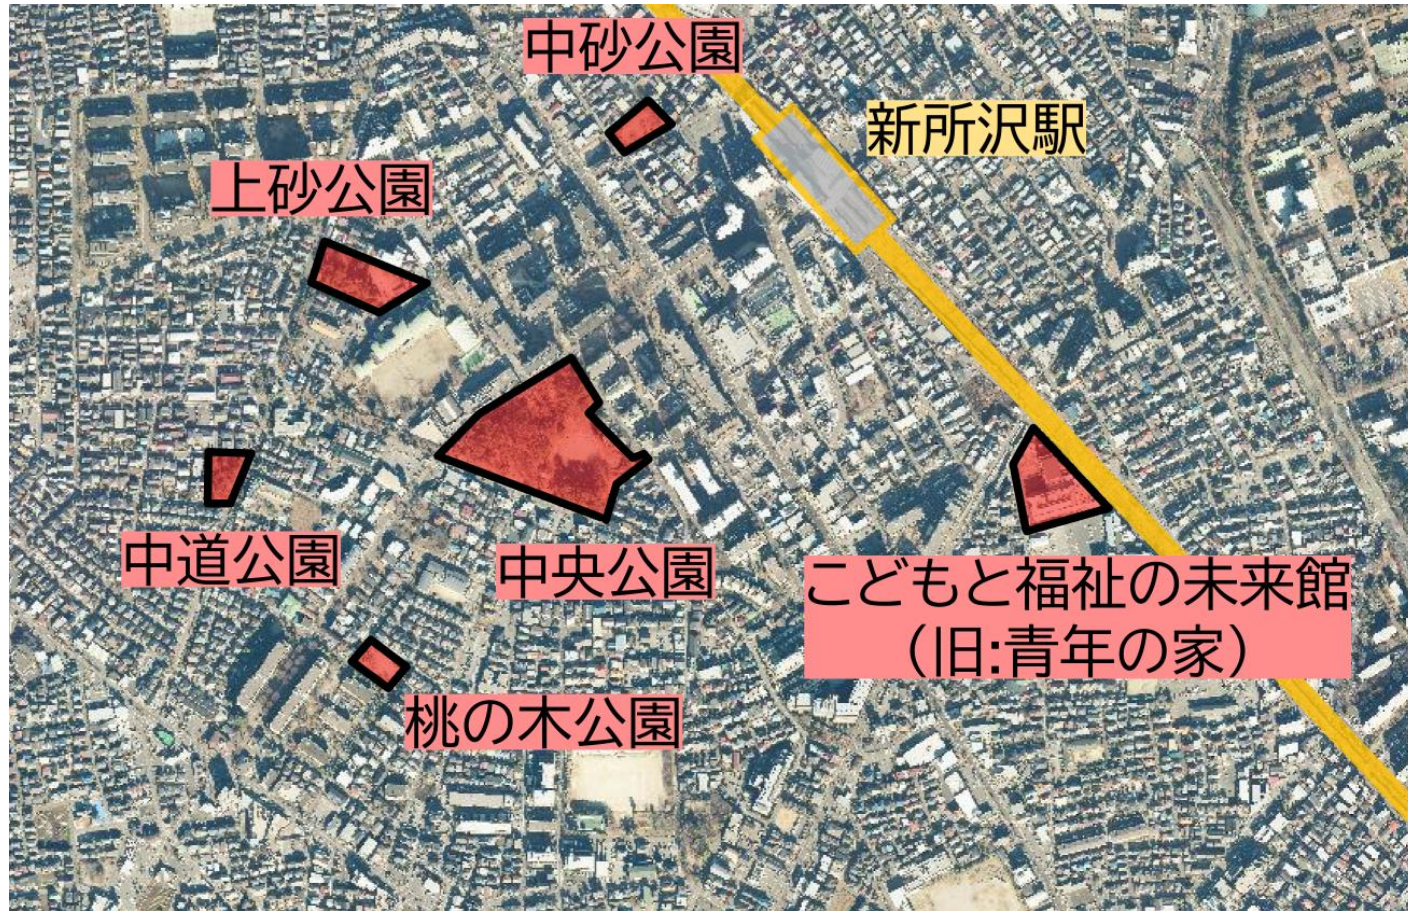 中砂公園
新所沢駅
上砂公園
中道公園
中央公園
こどもと福祉の未来館
（旧:青年の家）
桃の木公園